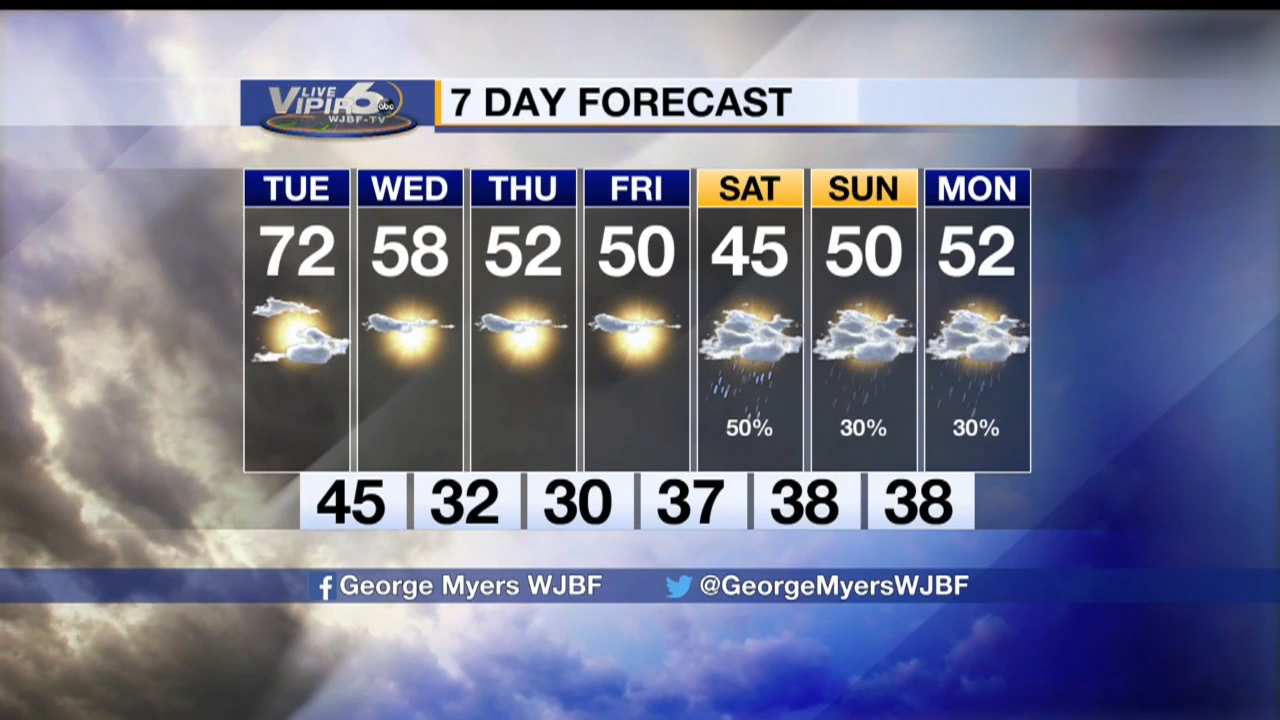 LIVE
VIPIR 6 abc
WJBF-TV
7 DAY FORECAST
TUE WED THU FRI SAT SUN MON
72 58 52 50 45 50 52
50% 30% 30%
45 32 30 37 38 38
f George Myers WJBF @GeorgeMyersWJBF